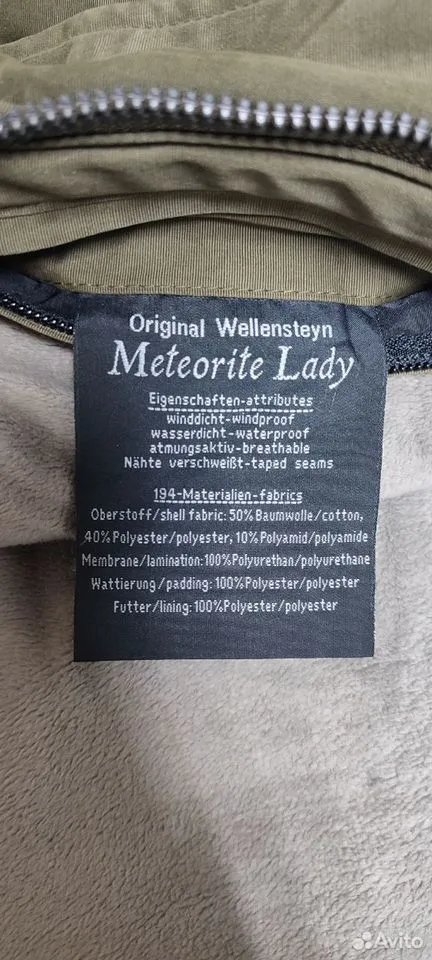 Original Wellensteyn
Meteorite Lady
Eigenschaften-attributes
winddicht-windproof
wasserdicht-waterproof
atmungsaktiv-breathable
Nähte verschweißt-taped seams
194-Materialien-fabrics
Oberstoff/shell fabric: 50% Baumwolle/cotton,
40% Polyester/polyester, 10% Polyamid/polyamide
Membrane/lamination:100% Polyurethan/polyurethane
Wattierung/padding: 100% Polyester/polyester
Futter/lining: 100% Polyester/polyester
Avito